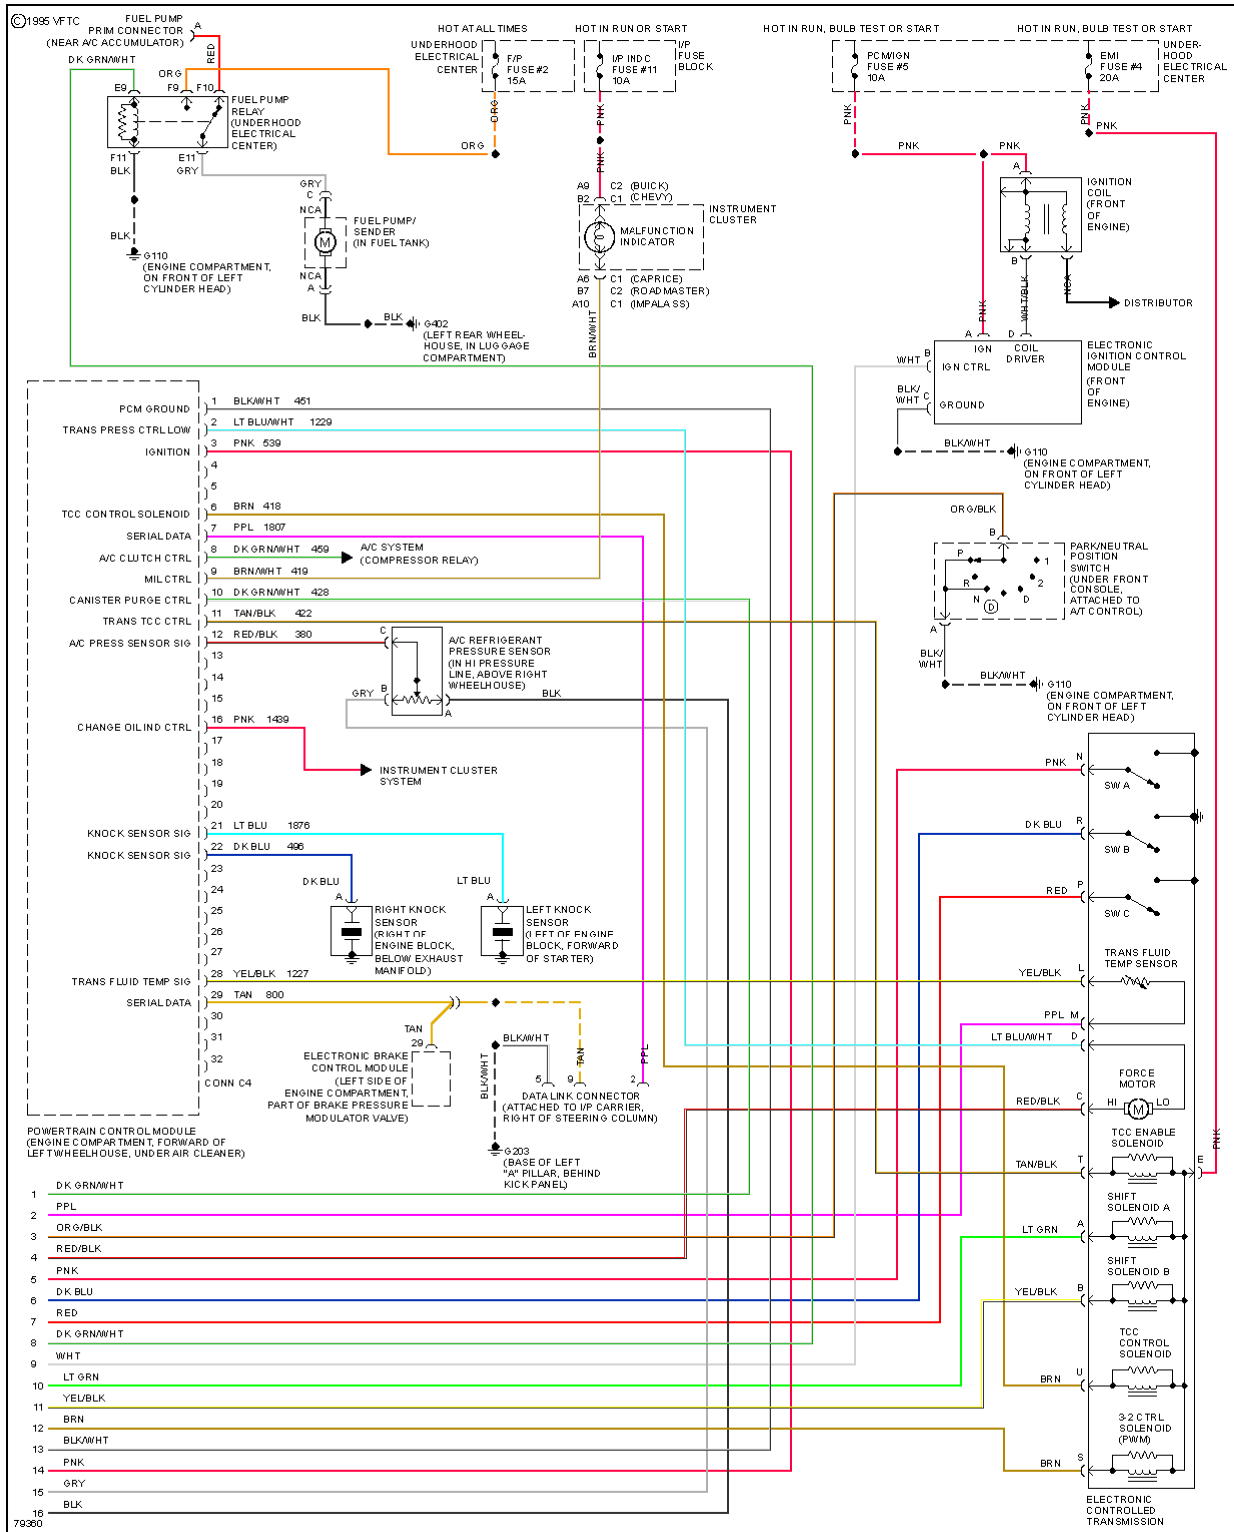 ©1995 VFTC
FUEL PUMP
PRIM CONNECTOR
(NEAR A/C ACCUMULATOR)
A
RED
DK GRN/WHT
ORG
E9
F9
F10
FUEL PUMP
RELAY
(UNDERHOOD
ELECTRICAL
CENTER)
F11
E11
BLK
GRY
BLK
G110
(ENGINE COMPARTMENT,
ON FRONT OF LEFT
CYLINDER HEAD)
GRY
C
NCA
M
FUEL PUMP/
SENDER
(IN FUEL TANK)
NCA
A
BLK
BLK
G402
(LEFT REAR WHEEL-
HOUSE, IN LUGGAGE
COMPARTMENT)
HOT AT ALL TIMES
UNDERHOOD
ELECTRICAL
CENTER
F/P
FUSE #2
15A
ORG
ORG
HOT IN RUN OR START
I/P INDC
FUSE #11
10A
I/P
FUSE
BLOCK
PNK
PNK
A9 C2 (BUICK)
B2 C1 (CHEVY)
INSTRUMENT
CLUSTER
MALFUNCTION
INDICATOR
A6 C1 (CAPRICE)
B7 C2 (ROADMASTER)
A10 C1 (IMPALA SS)
BRN/WHT
HOT IN RUN, BULB TEST OR START
PCM/IGN
FUSE #5
10A
HOT IN RUN, BULB TEST OR START
EMI
FUSE #4
20A
UNDER-
HOOD
ELECTRICAL
CENTER
PNK
PNK
PNK
PNK
PNK
A
IGNITION
COIL
(FRONT
OF
ENGINE)
B
WHT/BLK
NCA
DISTRIBUTOR
PNK
A
D
IGN
COIL
DRIVER
WHT
B
IGN CTRL
BLK/
WHT
C
GROUND
ELECTRONIC
IGNITION CONTROL
MODULE
(FRONT
OF
ENGINE)
BLK/WHT
G110
(ENGINE COMPARTMENT,
ON FRONT OF LEFT
CYLINDER HEAD)
ORG/BLK
B
P
R
N
D
D
2
1
PARK/NEUTRAL
POSITION
SWITCH
(UNDER FRONT
CONSOLE,
ATTACHED TO
A/T CONTROL)
A
BLK/
WHT
BLK/WHT
G110
(ENGINE COMPARTMENT,
ON FRONT OF LEFT
CYLINDER HEAD)
PCM GROUND 1 BLK/WHT 451
TRANS PRESS CTRL LOW 2 LT BLU/WHT 1229
IGNITION 3 PNK 539
4
5
TCC CONTROL SOLENOID 6 BRN 418
SERIAL DATA 7 PPL 1807
A/C CLUTCH CTRL 8 DK GRN/WHT 459
A/C SYSTEM
(COMPRESSOR RELAY)
MIL CTRL 9 BRN/WHT 419
CANISTER PURGE CTRL 10 DK GRN/WHT 428
TRANS TCC CTRL 11 TAN/BLK 422
A/C PRESS SENSOR SIG 12 RED/BLK 380
13
14
15
CHANGE OIL IND CTRL 16 PNK 1439
17
18
19
20
KNOCK SENSOR SIG 21 LT BLU 1876
KNOCK SENSOR SIG 22 DK BLU 496
23
24
25
26
27
TRANS FLUID TEMP SIG 28 YEL/BLK 1227
SERIAL DATA 29 TAN 800
30
31
32
CONN C4
POWERTRAIN CONTROL MODULE
(ENGINE COMPARTMENT, FORWARD OF
LEFT WHEELHOUSE, UNDER AIR CLEANER)
C
A/C REFRIGERANT
PRESSURE SENSOR
(IN HI PRESSURE
LINE, ABOVE RIGHT
WHEELHOUSE)
GRY
B
A
BLK
INSTRUMENT CLUSTER
SYSTEM
DK BLU
A
RIGHT KNOCK
SENSOR
(RIGHT OF
ENGINE BLOCK,
BELOW EXHAUST
MANIFOLD)
LT BLU
A
LEFT KNOCK
SENSOR
(LEFT OF ENGINE
BLOCK, FORWARD
OF STARTER)
TAN
29
ELECTRONIC BRAKE
CONTROL MODULE
(LEFT SIDE OF
ENGINE COMPARTMENT,
PART OF BRAKE PRESSURE
MODULATOR VALVE)
BLK/WHT
BLK/WHT
TAN
PPL
5
9
2
DATA LINK CONNECTOR
(ATTACHED TO I/P CARRIER,
RIGHT OF STEERING COLUMN)
G203
(BASE OF LEFT
"A" PILLAR, BEHIND
KICK PANEL)
PNK N
SW A
DK BLU R
SW B
RED P
SW C
TRANS FLUID
TEMP SENSOR
YEL/BLK L
PPL M
LT BLU/WHT D
FORCE
MOTOR
RED/BLK C
HI M LO
TCC ENABLE
SOLENOID
TAN/BLK T
E
PNK
SHIFT
SOLENOID A
LT GRN A
SHIFT
SOLENOID B
YEL/BLK B
TCC
CONTROL
SOLENOID
BRN U
3-2 CTRL
SOLENOID
(PWM)
BRN S
ELECTRONIC
CONTROLLED
TRANSMISSION
1 DK GRN/WHT
2 PPL
3 ORG/BLK
4 RED/BLK
5 PNK
6 DK BLU
7 RED
8 DK GRN/WHT
9 WHT
10 LT GRN
11 YEL/BLK
12 BRN
13 BLK/WHT
14 PNK
15 GRY
16 BLK
79360